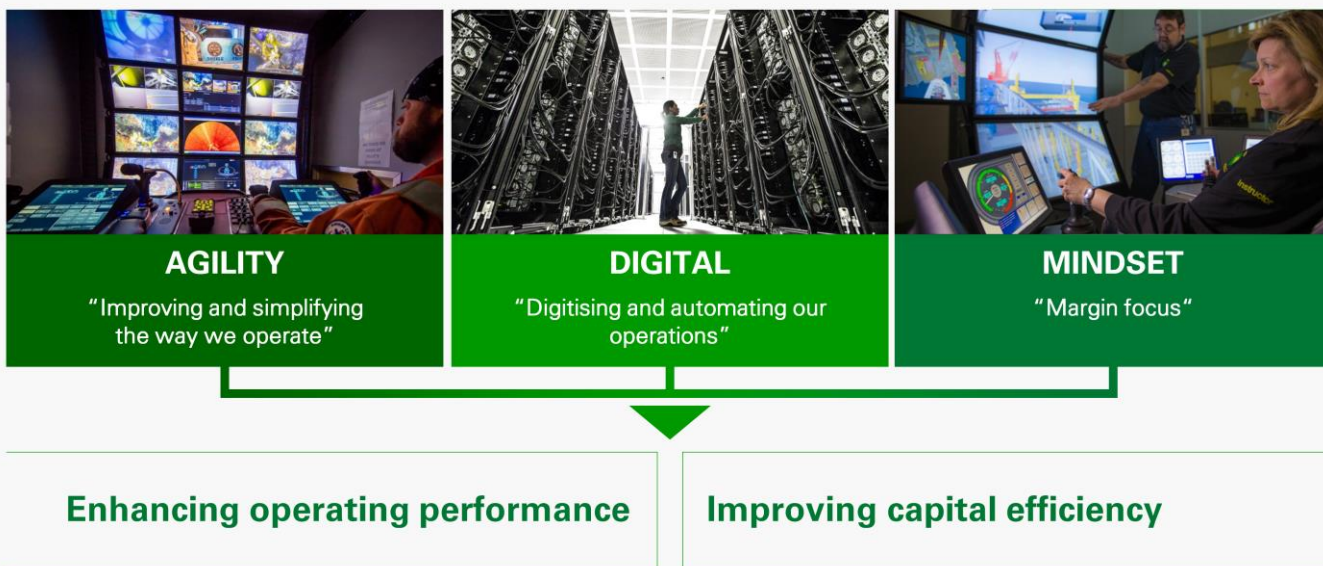 AGILITY
“Improving and simplifying
the way we operate”
DIGITAL
“Digitising and automating our
operations”
MINDSET
“Margin focus“
Instructor
Enhancing operating performance
Improving capital efficiency